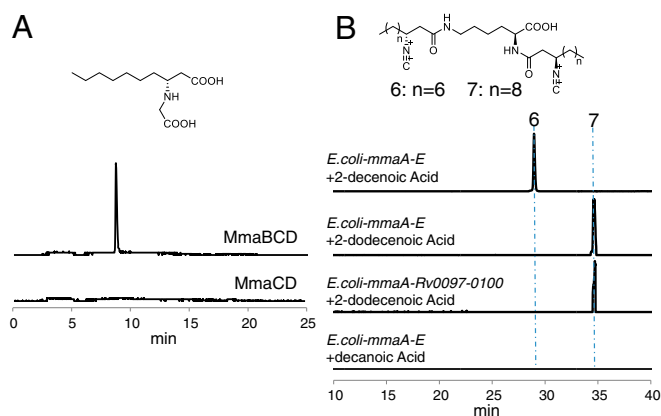 A
COOH
HN
COOH
MmaBCD
MmaCD
0 5 10 15 20 25
min
B
H
N
COOH
n
N+
C
O
NH
O
N+
C
n
6: n=6 7: n=8
6 7
E.coli-mmaA-E
+2-decenoic Acid
E.coli-mmaA-E
+2-dodecenoic Acid
E.coli-mmaA-Rv0097-0100
+2-dodecenoic Acid
E.coli-mmaA-E
+decanoic Acid
10 15 20 25 30 35 40
min